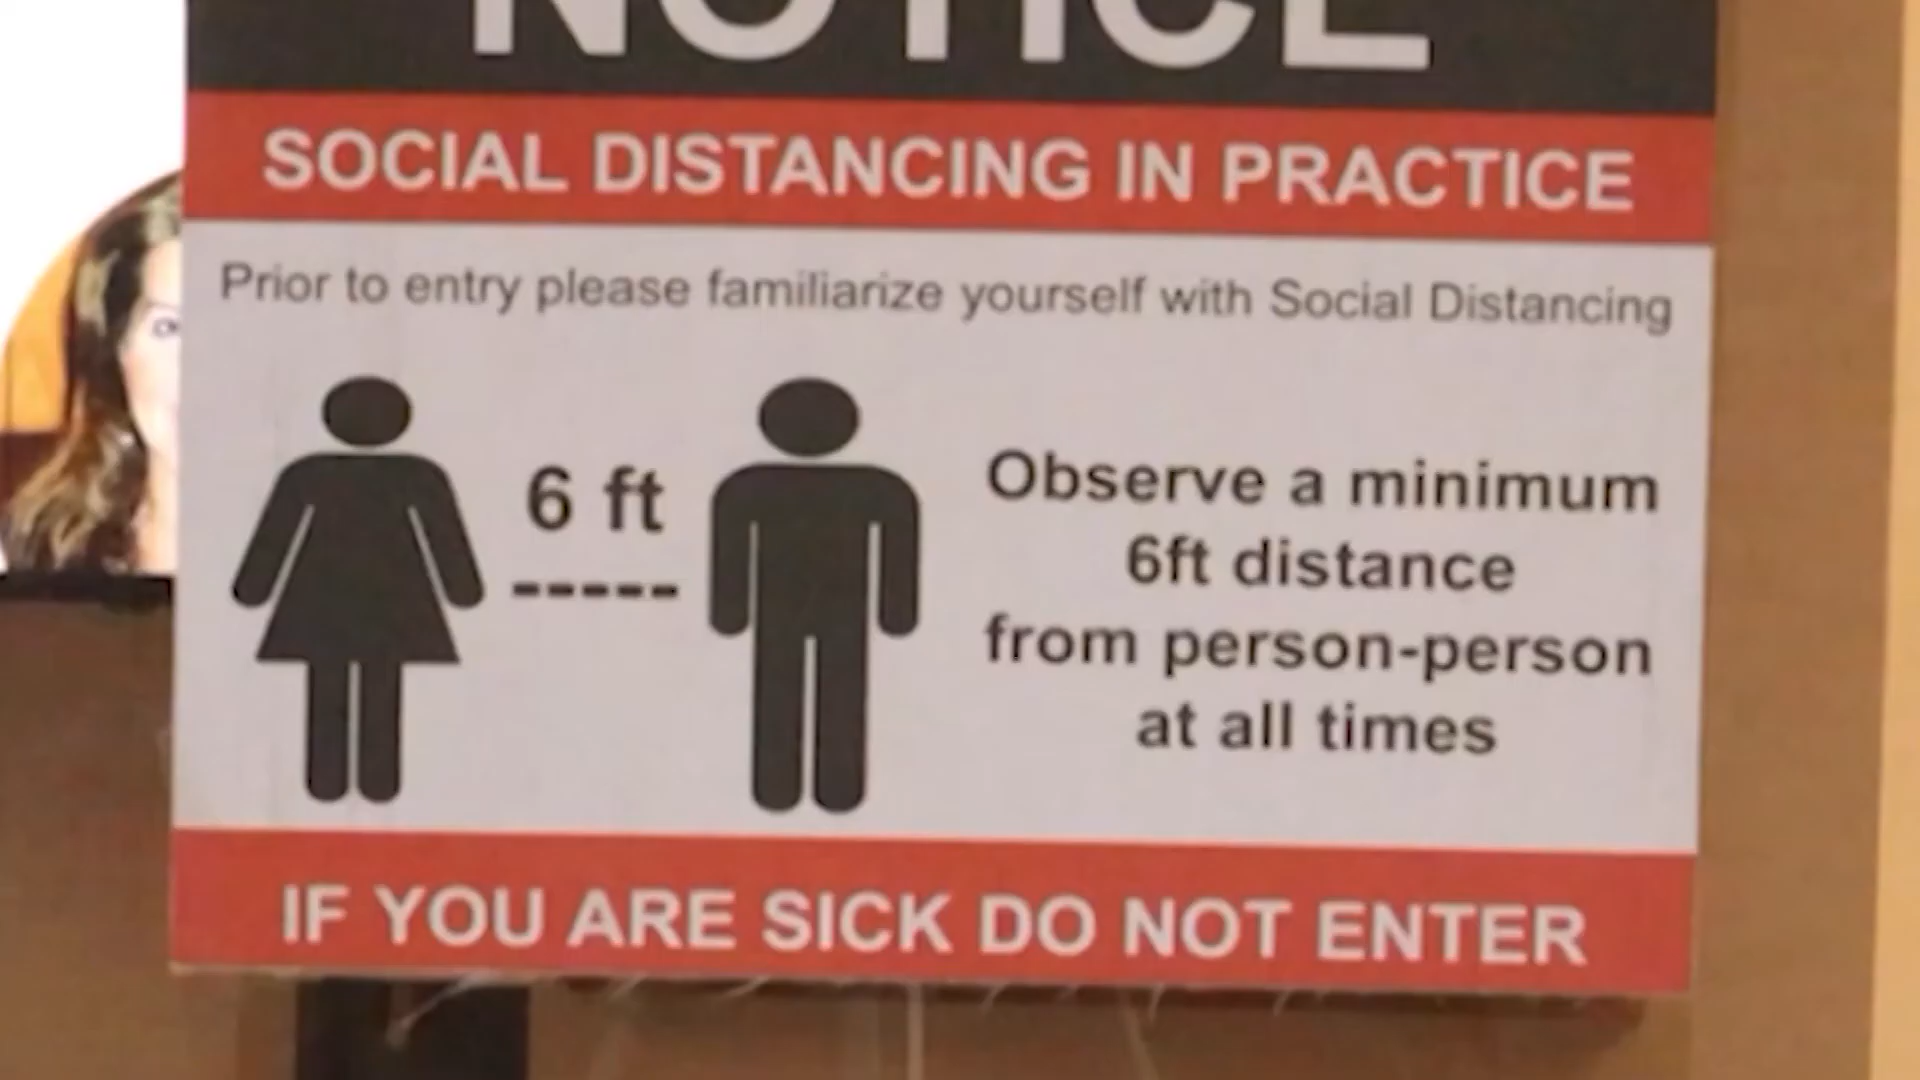 NOTICE
SOCIAL DISTANCING IN PRACTICE
Prior to entry please familiarize yourself with Social Distancing
6 ft
Observe a minimum
6ft distance
from person-person
at all times
IF YOU ARE SICK DO NOT ENTER